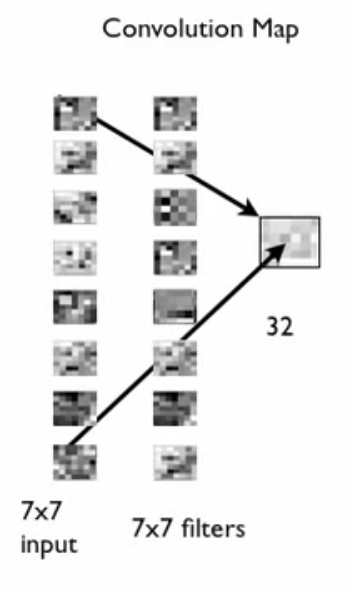 Convolution Map
32
7x7
input
7x7 filters